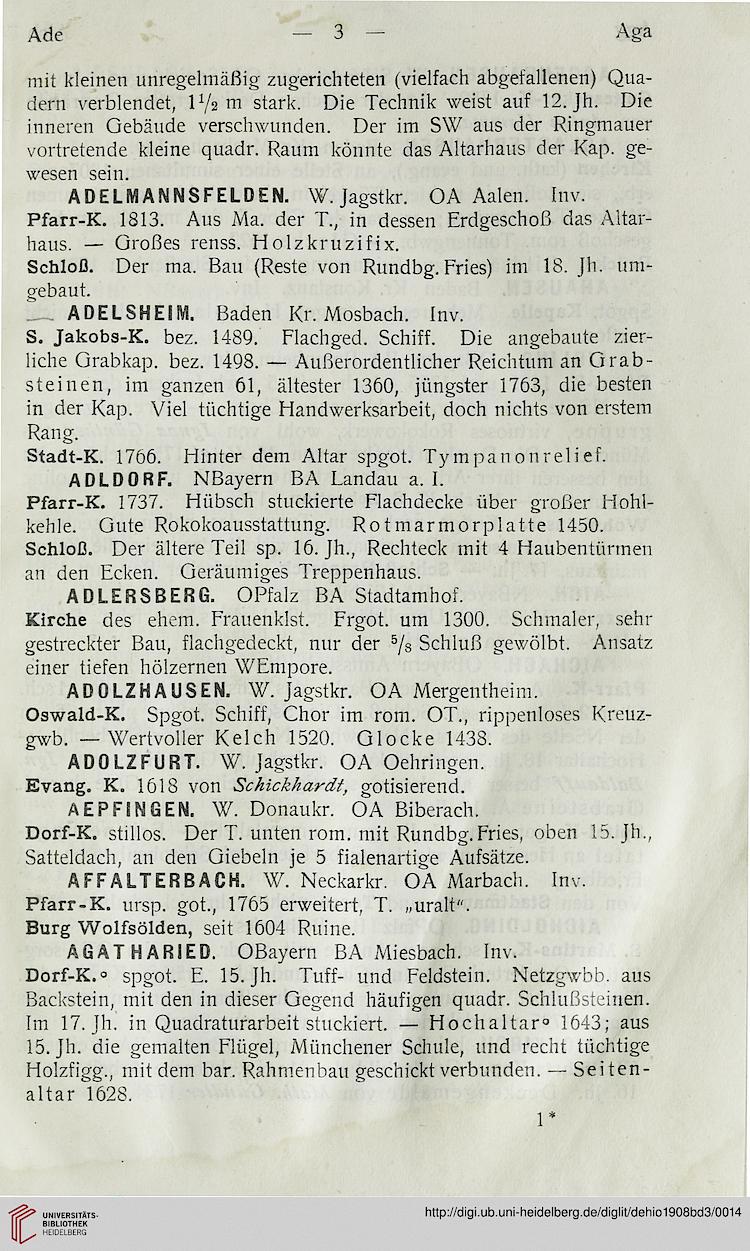 Ade — 3 — Aga
mit kleinen unregelmäßig zugerichteten (vielfach abgefallenen) Qua-
dern verblendet, 1½ m stark. Die Technik weist auf 12. Jh. Die
inneren Gebäude verschwunden. Der im SW aus der Ringmauer
vortretende kleine quadr. Raum könnte das Altarhaus der Kap. ge-
wesen sein.
ADELMANNSFELDEN. W. Jagstkr. OA Aalen. Inv.
Pfarr-K. 1813. Aus Ma. der T., in dessen Erdgeschoß das Altar-
haus. — Großes renss. Holzkruzifix.
Schloß. Der ma. Bau (Reste von Rundbg. Fries) im 18. Jh. um-
gebaut.
ADELSHEIM. Baden Kr. Mosbach. Inv.
S. Jakobs-K. bez. 1489. Flachged. Schiff. Die angebaute zier-
liche Grabkap. bez. 1498. — Außerordentlicher Reichtum an Grab-
steinen, im ganzen 61, ältester 1360, jüngster 1763, die besten
in der Kap. Viel tüchtige Handwerksarbeit, doch nichts von erstem
Rang.
Stadt-K. 1766. Hinter dem Altar spgot. Tympanonrelief.
ADLDORF. NBayern BA Landau a. I.
Pfarr-K. 1737. Hübsch stuckierte Flachdecke über großer Hohl-
kehle. Gute Rokokoausstattung. Rotmarmorplatte 1450.
Schloß. Der ältere Teil sp. 16. Jh., Rechteck mit 4 Haubentürmen
an den Ecken. Geräumiges Treppenhaus.
ADLERSBERG. OPfalz BA Stadtamhof.
Kirche des ehem. Frauenklst. Frgot. um 1300. Schmaler, sehr
gestreckter Bau, flachgedeckt, nur der ⅝ Schluß gewölbt. Ansatz
einer tiefen hölzernen WEmpore.
ADOLZHAUSEN. W. Jagstkr. OA Mergentheim.
Oswald-K. Spgot. Schiff, Chor im rom. OT., rippenloses Kreuz-
gwb. — Wertvoller Kelch 1520. Glocke 1438.
ADOLZFURT. W. Jagstkr. OA Oehringen.
Evang. K. 1618 von Schickhardt, gotisierend.
AEPFINGEN. W. Donaukr. OA Biberach.
Dorf-K. stillos. Der T. unten rom. mit Rundbg. Fries, oben 15. Jh.,
Satteldach, an den Giebeln je 5 fialenartige Aufsätze.
AFFALTERBACH. W. Neckarkr. OA Marbach. Inv.
Pfarr-K. ursp. got., 1765 erweitert, T. „uralt“.
Burg Wolfsölden, seit 1604 Ruine.
AGATHARIED. OBayern BA Miesbach. Inv.
Dorf-K.° spgot. E. 15. Jh. Tuff- und Feldstein. Netzgwbb. aus
Backstein, mit den in dieser Gegend häufigen quadr. Schlußsteinen.
Im 17. Jh. in Quadraturarbeit stuckiert. — Hochaltar° 1643; aus
15. Jh. die gemalten Flügel, Münchener Schule, und recht tüchtige
Holzfigg., mit dem bar. Rahmenbau geschickt verbunden. — Seiten-
altar 1628.
1*
UNIVERSITÄTS-
BIBLIOTHEK
HEIDELBERG
http://digi.ub.uni-heidelberg.de/diglit/dehio1908bd3/0014